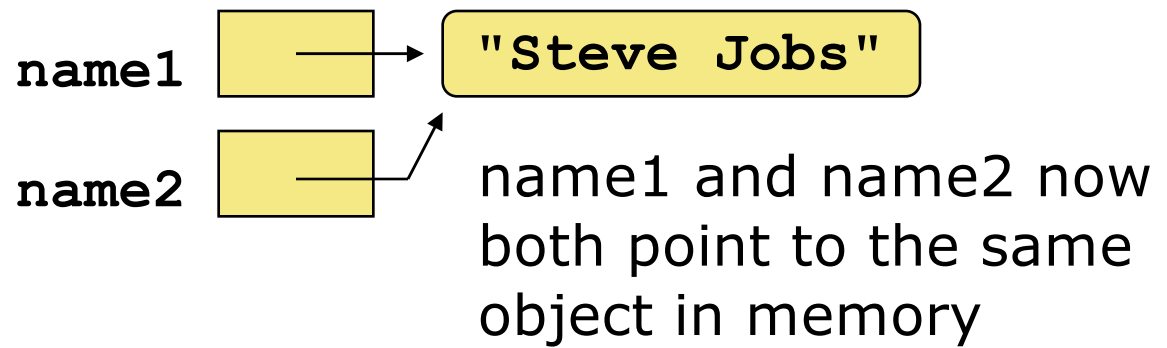 name1
"Steve Jobs"
name2
name1 and name2 now
both point to the same
object in memory